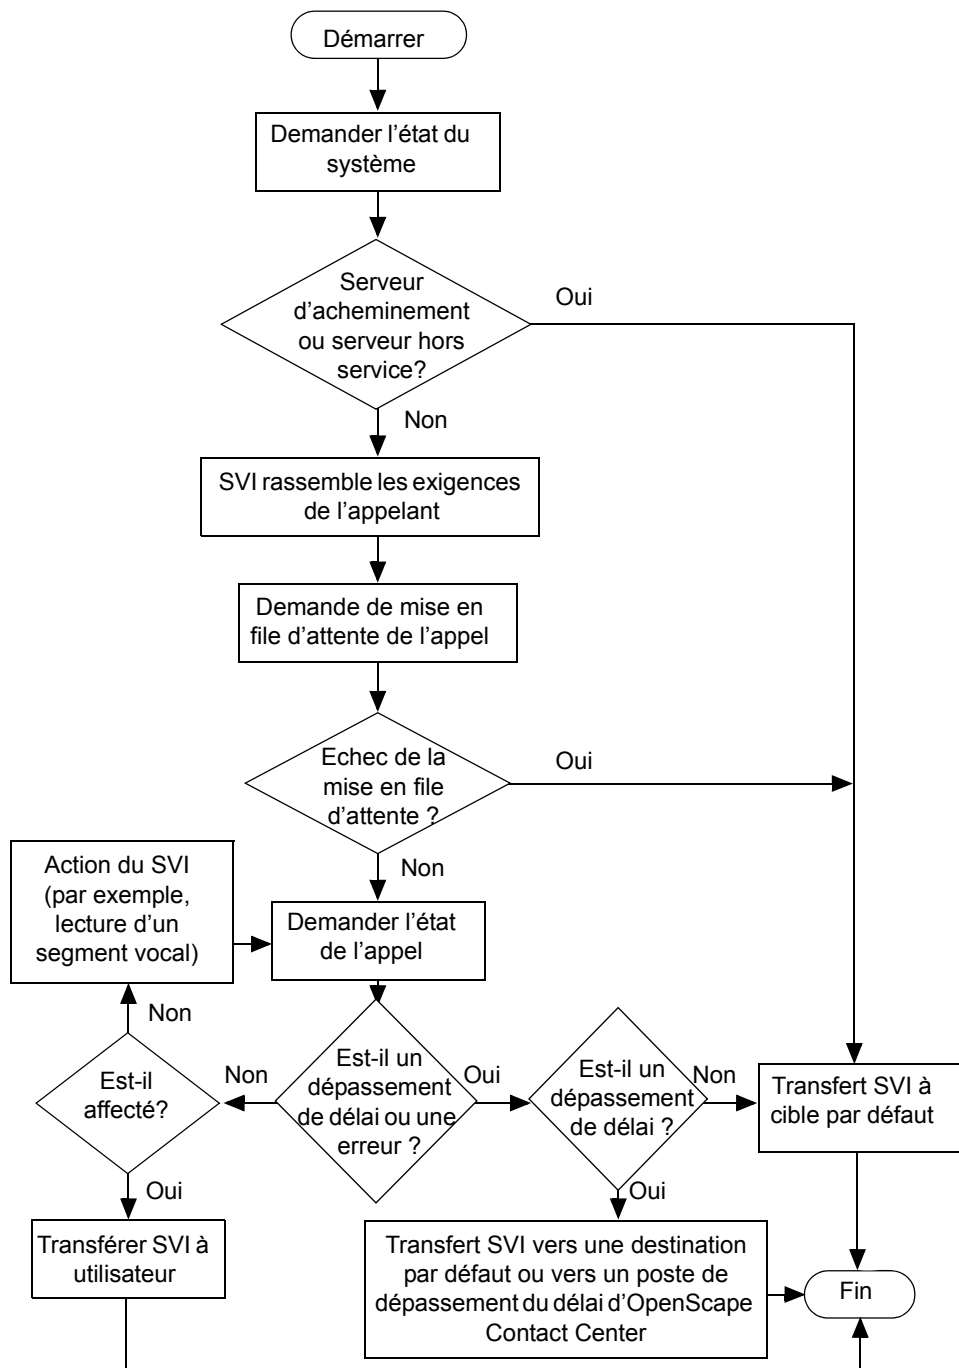 Démarrer
Demander l’état du
système
Serveur
d’acheminement
ou serveur hors
service?
Oui
Non
SVI rassemble les exigences
de l’appelant
Demande de mise en
file d’attente de l’appel
Echec de la
mise en file
d’attente ?
Oui
Non
Action du SVI
(par exemple,
lecture d’un
segment vocal)
Demander l’état
de l’appel
Non
Est-il
affecté?
Non
Est-il un
dépassement
de délai ou une
erreur ?
Oui
Est-il un
dépassement
de délai ?
Non
Transfert SVI à
cible par défaut
Oui
Oui
Transférer SVI à
utilisateur
Transfert SVI vers une destination
par défaut ou vers un poste de
dépassement du délai d’OpenScape
Contact Center
Fin